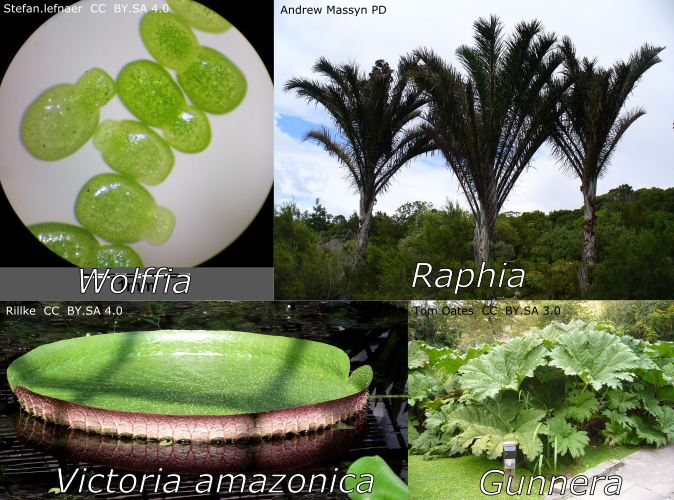 Stefan.lefnaer CC BY.SA 4.0
Andrew Massyn PD
Wolffia
Raphia
Rillke CC BY.SA 4.0
Tom Oates CC BY.SA 3.0
Victoria amazonica
Gunnera